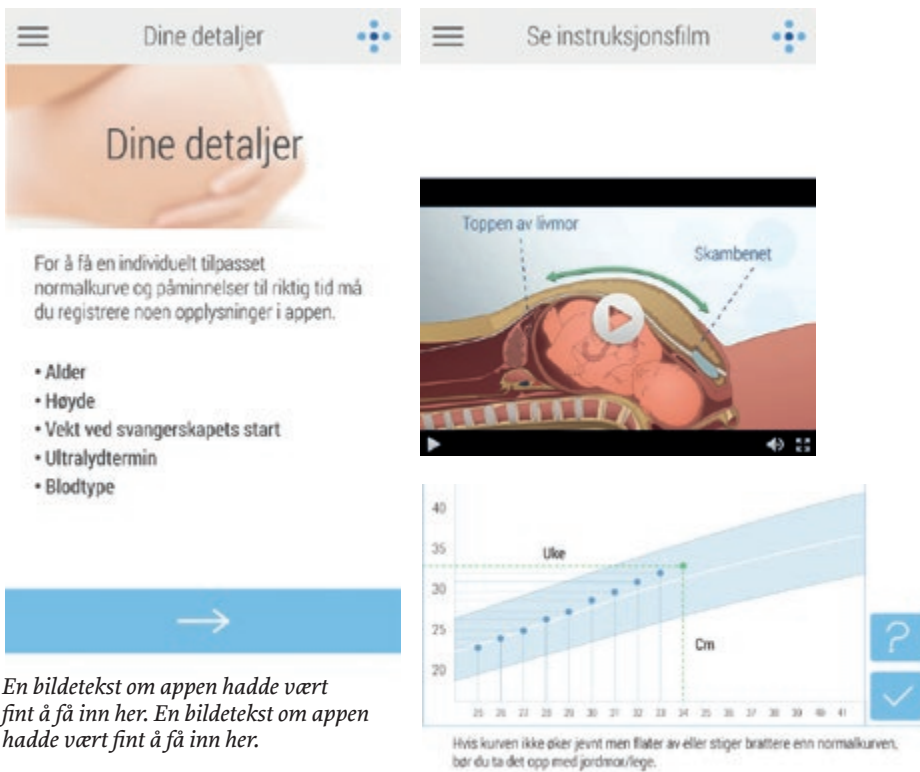 Dine detaljer
Dine detaljer
For å få en individuelt tilpasset
normalkurve og påminnelser til riktig tid må
du registrere noen opplysninger i appen.
• Alder
• Høyde
• Vekt ved svangerskapets start
• Ultralydtermin
• Blodtype
En bildetekst om appen hadde vært
fint å få inn her. En bildetekst om appen
hadde vært fint å få inn her.
Se instruksjonsfilm
Toppen av livmor
Skambenet
40
35
Uke
30
25
Cm
20
25 26 27 28 29 30 31 32 33 34 35 36 37 38 39 40 41
?
Hvis kurven ikke øker jevnt men flater av eller stiger brattere enn normalkurven,
bør du ta det opp med jordmor/lege.